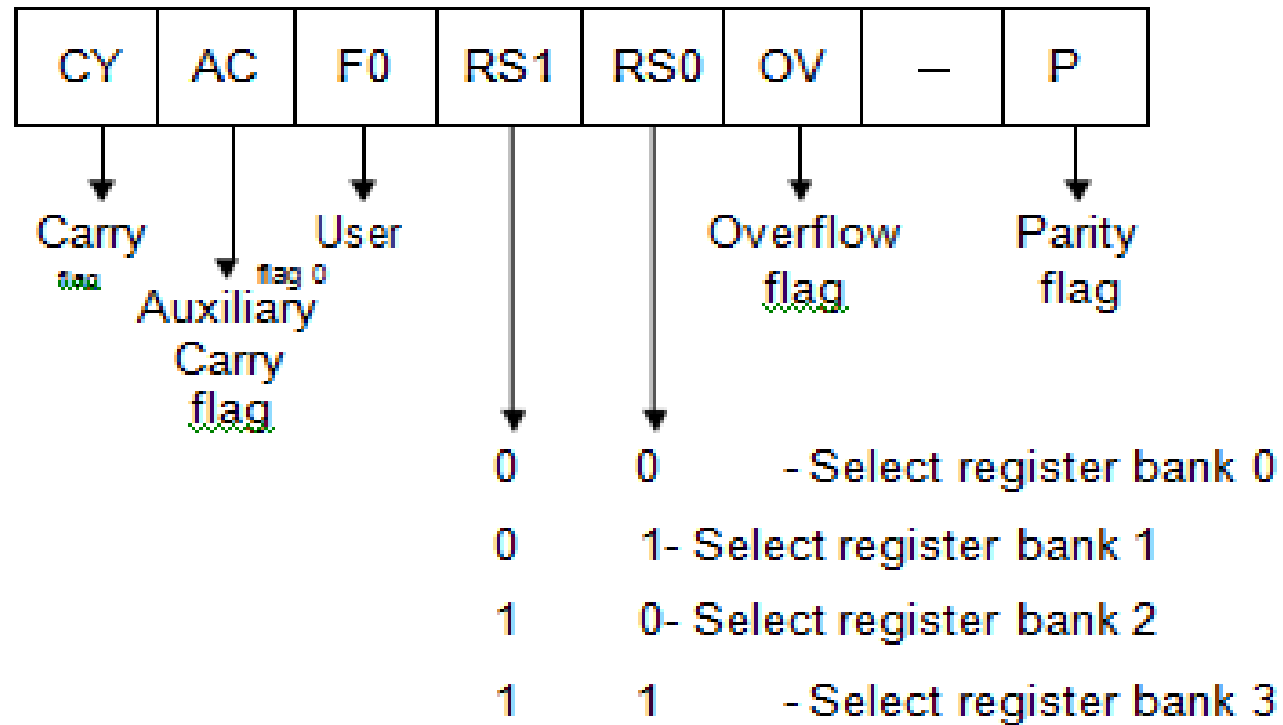 CY AC F0 RS1 RS0 OV – P
Carry
flag
User
flag 0
Auxiliary
Carry
flag
Overflow
flag
Parity
flag
0 0 - Select register bank 0
0 1- Select register bank 1
1 0- Select register bank 2
1 1 - Select register bank 3